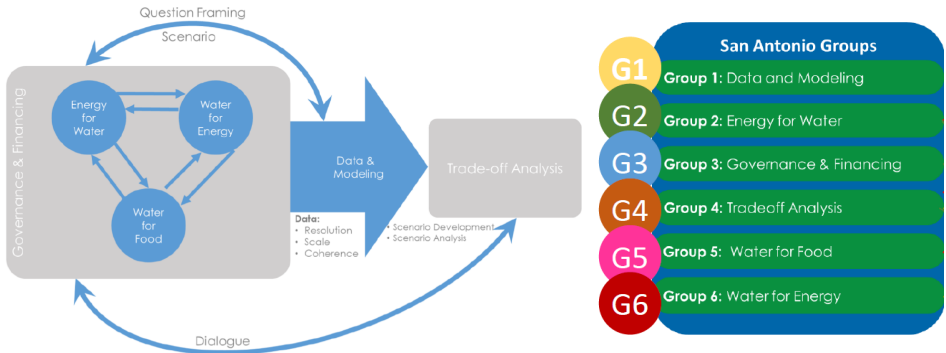 Question Framing
Scenario
Governance & Financing
Energy
for
Water
Water
for
Energy
Water
for
Food
Data &
Modeling
Trade-off Analysis
Data:
• Resolution
• Scale
• Coherence
• Scenario Development
• Scenario Analysis
Dialogue
San Antonio Groups
G1
Group 1: Data and Modeling
G2
Group 2: Energy for Water
G3
Group 3: Governance & Financing
G4
Group 4: Tradeoff Analysis
G5
Group 5: Water for Food
G6
Group 6: Water for Energy